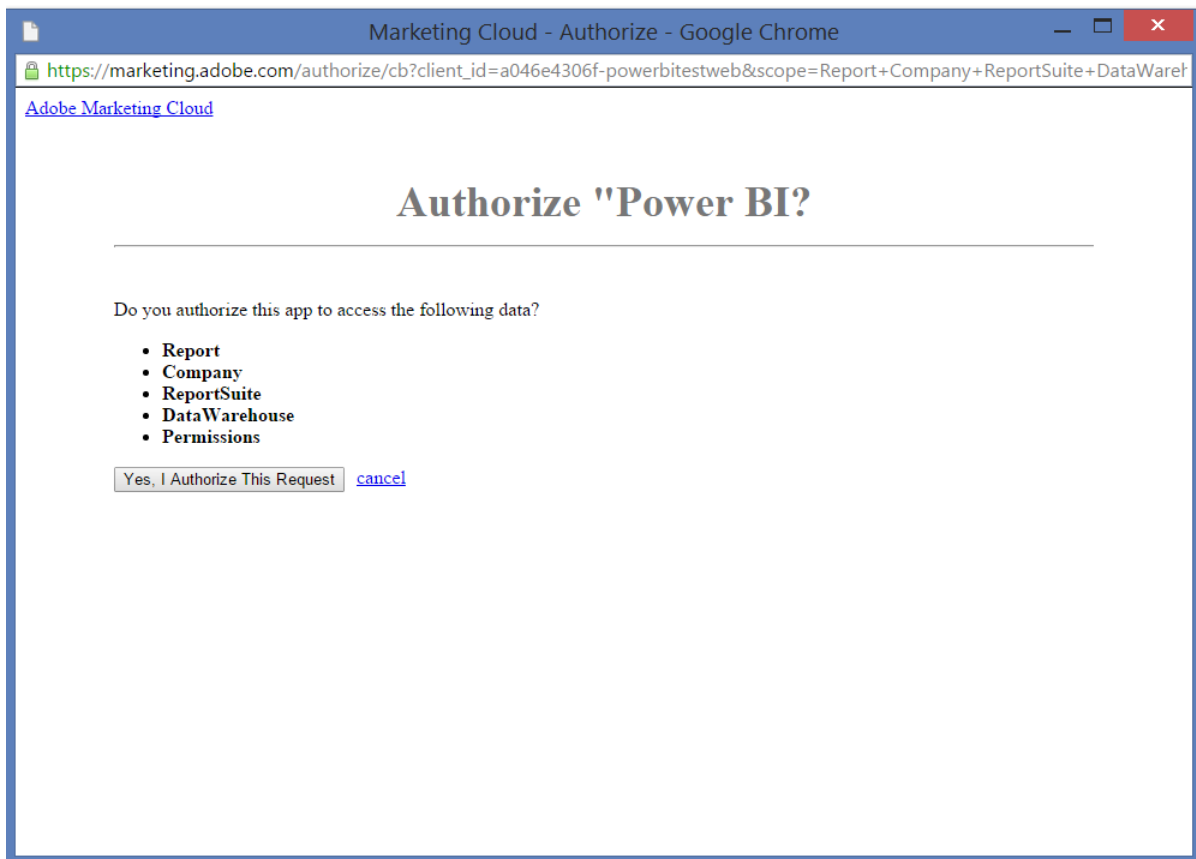 Marketing Cloud - Authorize - Google Chrome
https://marketing.adobe.com/authorize/cb?client_id=a046e4306f-powerbitestweb&scope=Report+Company+ReportSuite+DataWareh
Adobe Marketing Cloud
Authorize "Power BI?
Do you authorize this app to access the following data?
• Report
• Company
• ReportSuite
• DataWarehouse
• Permissions
Yes, I Authorize This Request cancel